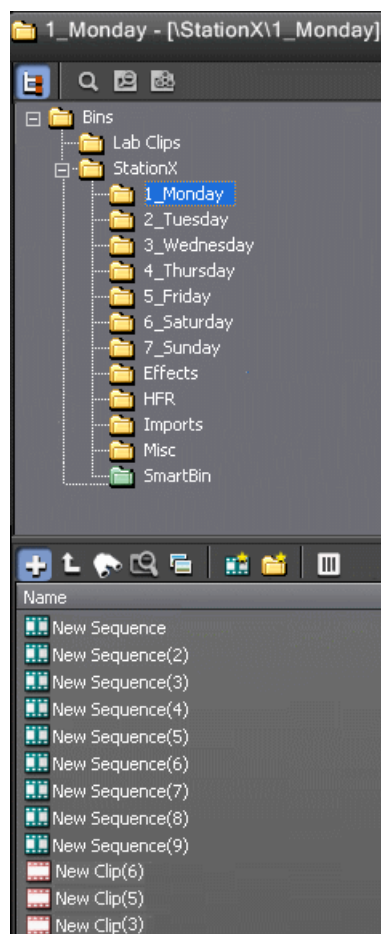 1_Monday - [\StationX\1_Monday]
Bins
Lab Clips
StationX
1_Monday
2_Tuesday
3_Wednesday
4_Thursday
5_Friday
6_Saturday
7_Sunday
Effects
HFR
Imports
Misc
SmartBin
Name
New Sequence
New Sequence(2)
New Sequence(3)
New Sequence(4)
New Sequence(5)
New Sequence(6)
New Sequence(7)
New Sequence(8)
New Sequence(9)
New Clip(6)
New Clip(5)
New Clip(3)